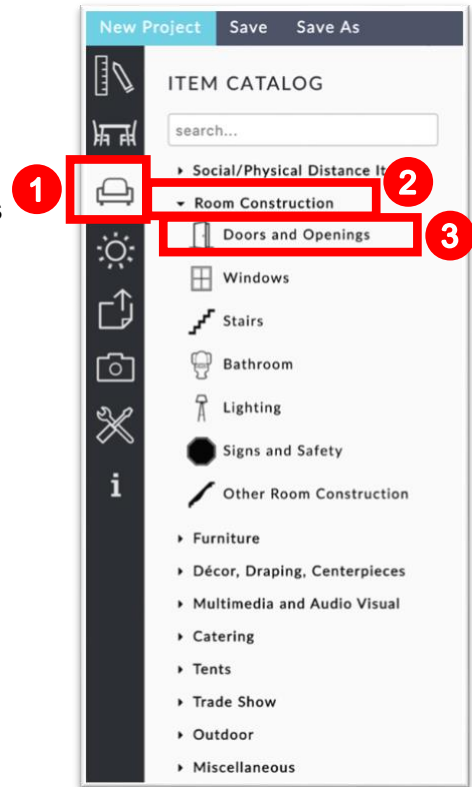 New Project Save Save As
ITEM CATALOG
search...
Social/Physical Distance It
1
2
s
Room Construction
Doors and Openings
3
Windows
Stairs
Bathroom
Lighting
Signs and Safety
i
Other Room Construction
Furniture
Décor, Draping, Centerpieces
Multimedia and Audio Visual
Catering
Tents
Trade Show
Outdoor
Miscellaneous